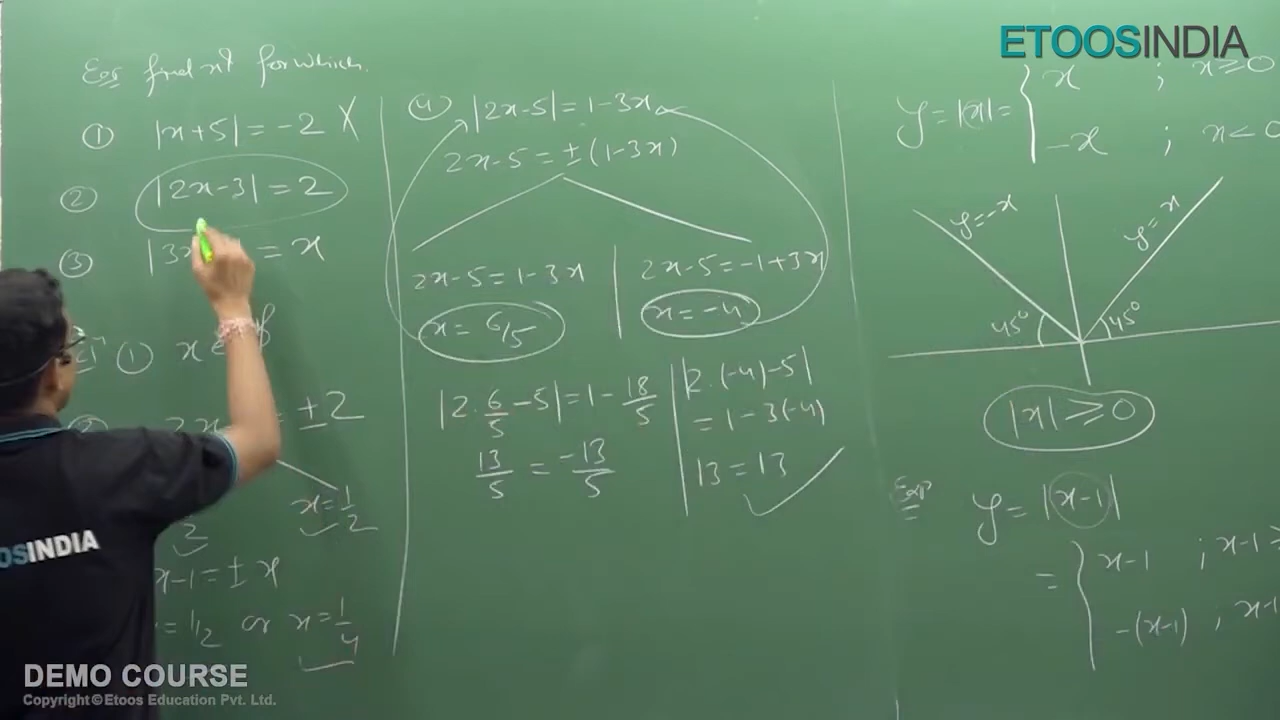 ETOOSINDIA
find x for which
① |x+5| = -2 X
② |2x-3| = 2
③ |3x = x
① x ∈ φ
2x = ±2
x = 1/2
2
x-1 = ± x
= 1/2 or x = 1/4
④ |2x-5| = 1-3x
2x-5 = ±(1-3x)
2x-5 = 1-3x
x = 6/5
|2·6/5-5| = 1-18/5
13/5 = -13/5
2x-5 = -1+3x
x = -4
|2·(-4)-5|
= 1-3(-4)
13 = 13 ✓
y = |x| = { x ; x ≥ 0
-x ; x < 0
y=-x
y=x
45°
45°
|x| ≥ 0
Exp
y = |x-1|
= { x-1 ; x-1 ≥
-(x-1) ; x-1
OSINDIA
DEMO COURSE
Copyright © Etoos Education Pvt. Ltd.